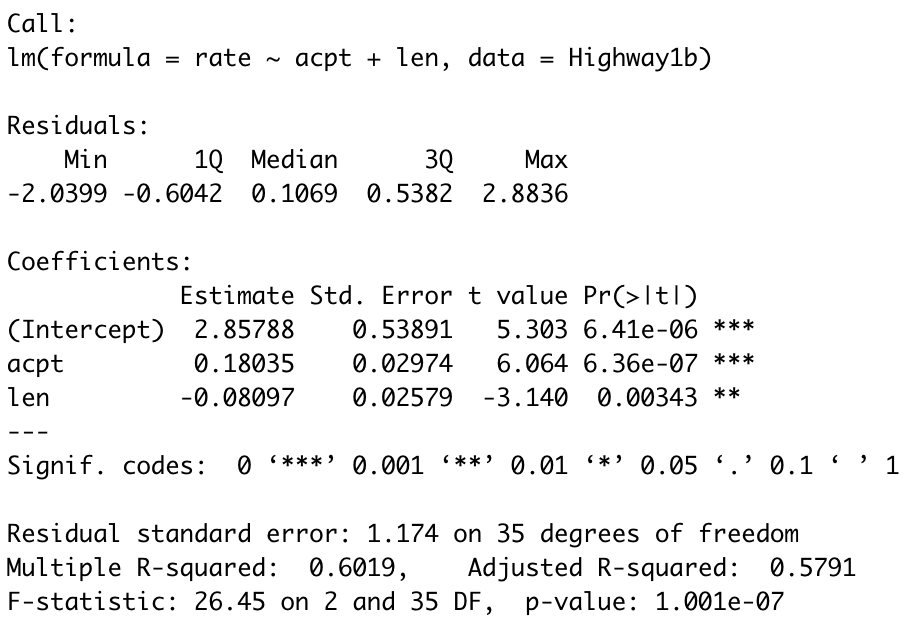 Call:
lm(formula = rate ~ acpt + len, data = Highway1b)

Residuals:
    Min      1Q  Median      3Q     Max
-2.0399 -0.6042  0.1069  0.5382  2.8836

Coefficients:
            Estimate Std. Error t value Pr(>|t|)
(Intercept)  2.85788    0.53891   5.303 6.41e-06 ***
acpt         0.18035    0.02974   6.064 6.36e-07 ***
len         -0.08097    0.02579  -3.140  0.00343 **
---
Signif. codes:  0 ‘***’ 0.001 ‘**’ 0.01 ‘*’ 0.05 ‘.’ 0.1 ‘ ’ 1

Residual standard error: 1.174 on 35 degrees of freedom
Multiple R-squared:  0.6019,    Adjusted R-squared:  0.5791
F-statistic: 26.45 on 2 and 35 DF,  p-value: 1.001e-07